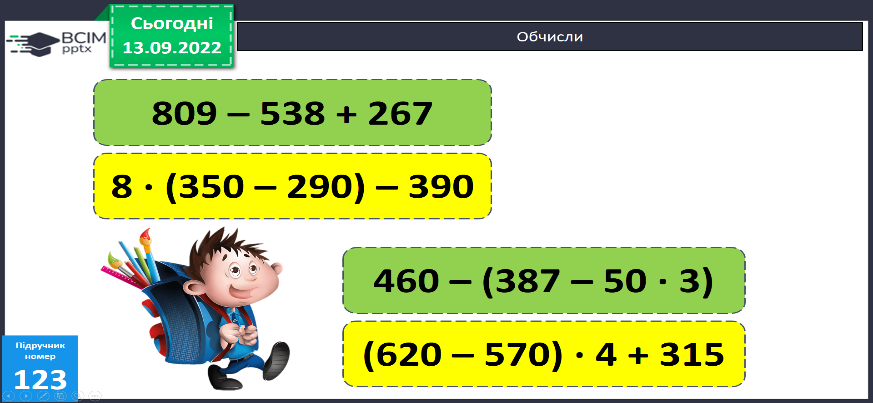 Сьогодні
13.09.2022
BCIM
pptx
Обчисли
809 – 538 + 267
8 · (350 – 290) – 390
460 – (387 – 50 · 3)
(620 – 570) · 4 + 315
Підручник
номер
123